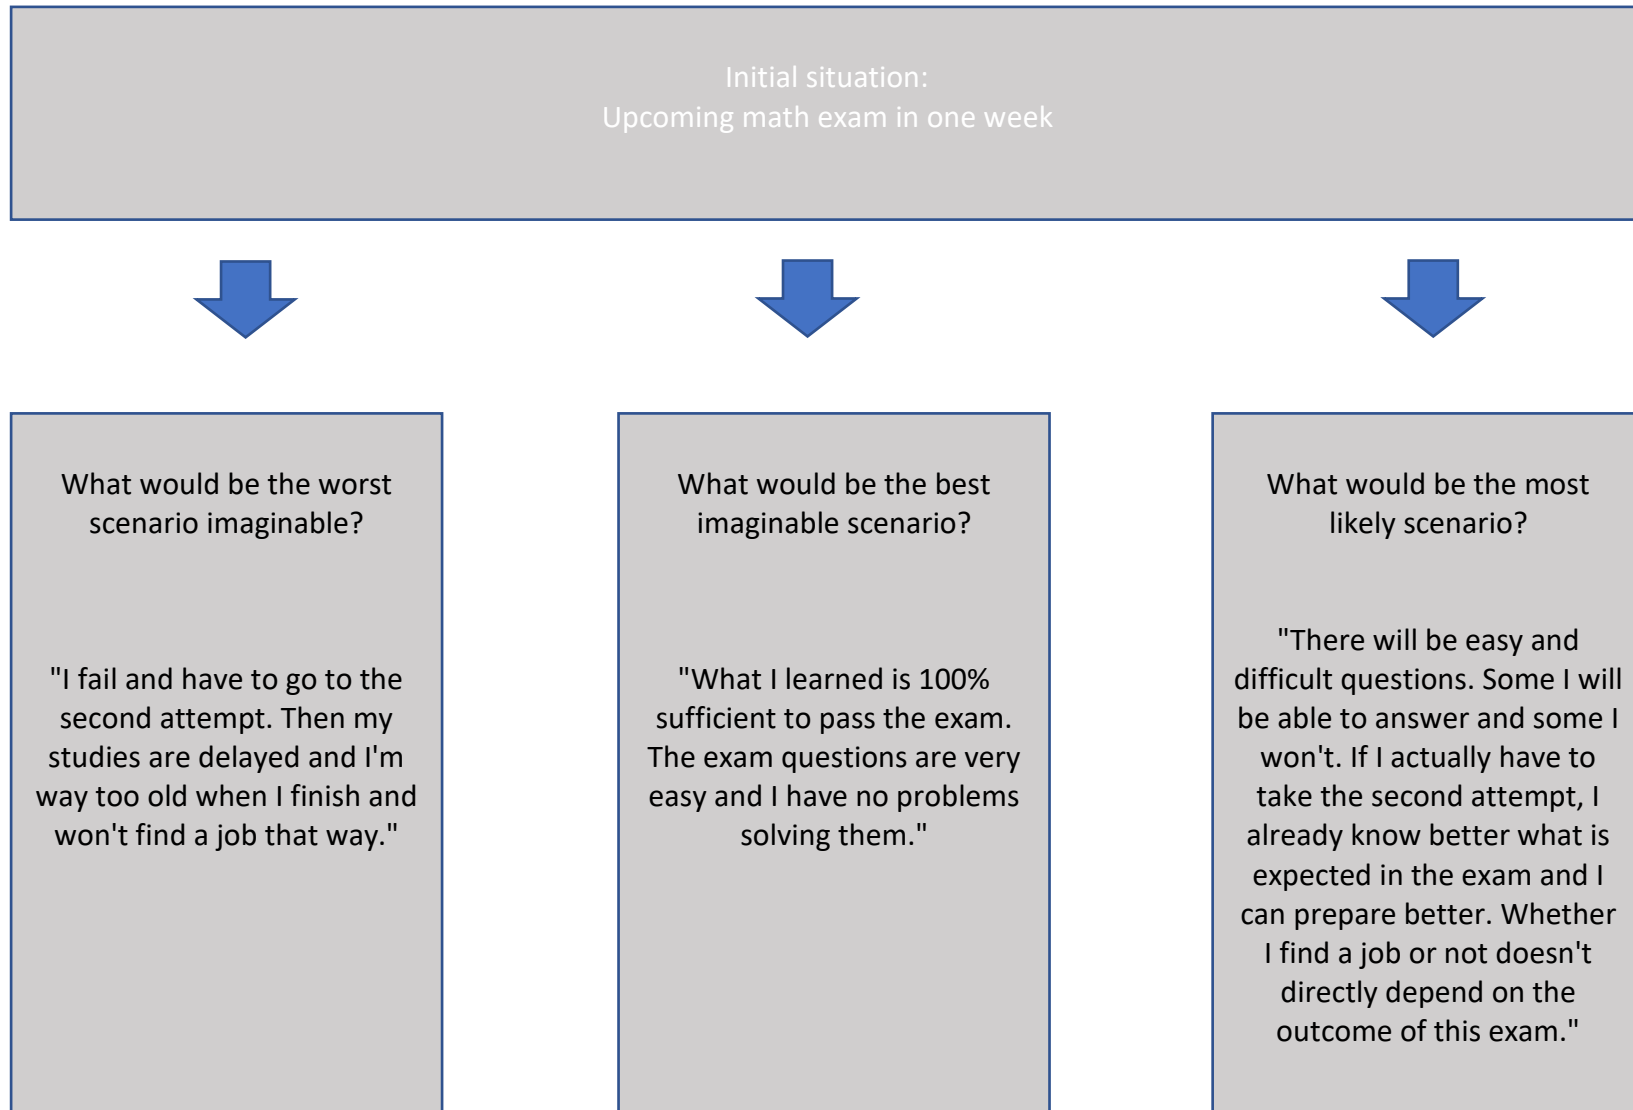 Initial situation:
Upcoming math exam in one week
What would be the worst
scenario imaginable?
"I fail and have to go to the
second attempt. Then my
studies are delayed and I'm
way too old when I finish and
won't find a job that way."
What would be the best
imaginable scenario?
"What I learned is 100%
sufficient to pass the exam.
The exam questions are very
easy and I have no problems
solving them."
What would be the most
likely scenario?
"There will be easy and
difficult questions. Some I will
be able to answer and some I
won't. If I actually have to
take the second attempt, I
already know better what is
expected in the exam and I
can prepare better. Whether
I find a job or not doesn't
directly depend on the
outcome of this exam."